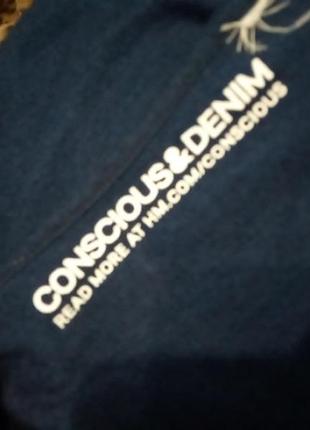 CONSCIOUS&DENIM
READ MORE AT HM.COM/CONSCIOUS